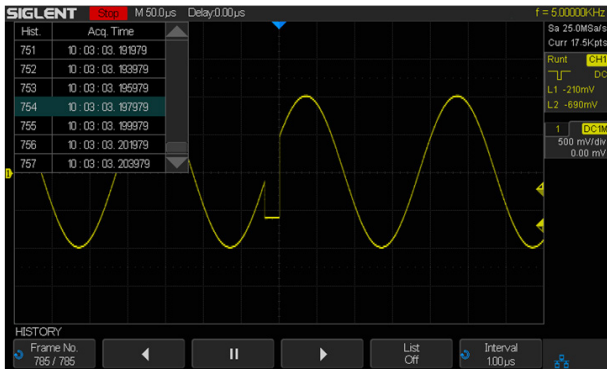 SIGLENT Stop M 50.0μs Delay:0.00μs f = 5.00000KHz
Hist. Acq. Time
751 10 : 03 : 03. 191979
752 10 : 03 : 03. 193979
753 10 : 03 : 03. 195979
754 10 : 03 : 03. 197979
755 10 : 03 : 03. 199979
756 10 : 03 : 03. 201979
757 10 : 03 : 03. 203979
Sa 25.0MSa/s
Curr 17.5Kpts
Runt CH1
DC
L1 -210mV
L2 -690mV
1 DC1M
500 mV/div
0.00 mV
1
HISTORY
Frame No.
785 / 785
List
Off
Interval
1.00μs